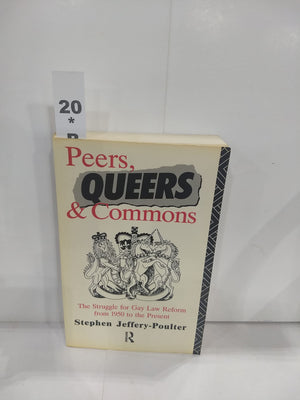 20
*
Peers,
QUEERS
& Commons
The Struggle for Gay Law Reform
from 1950 to the Present
Stephen Jeffery-Poulter
R